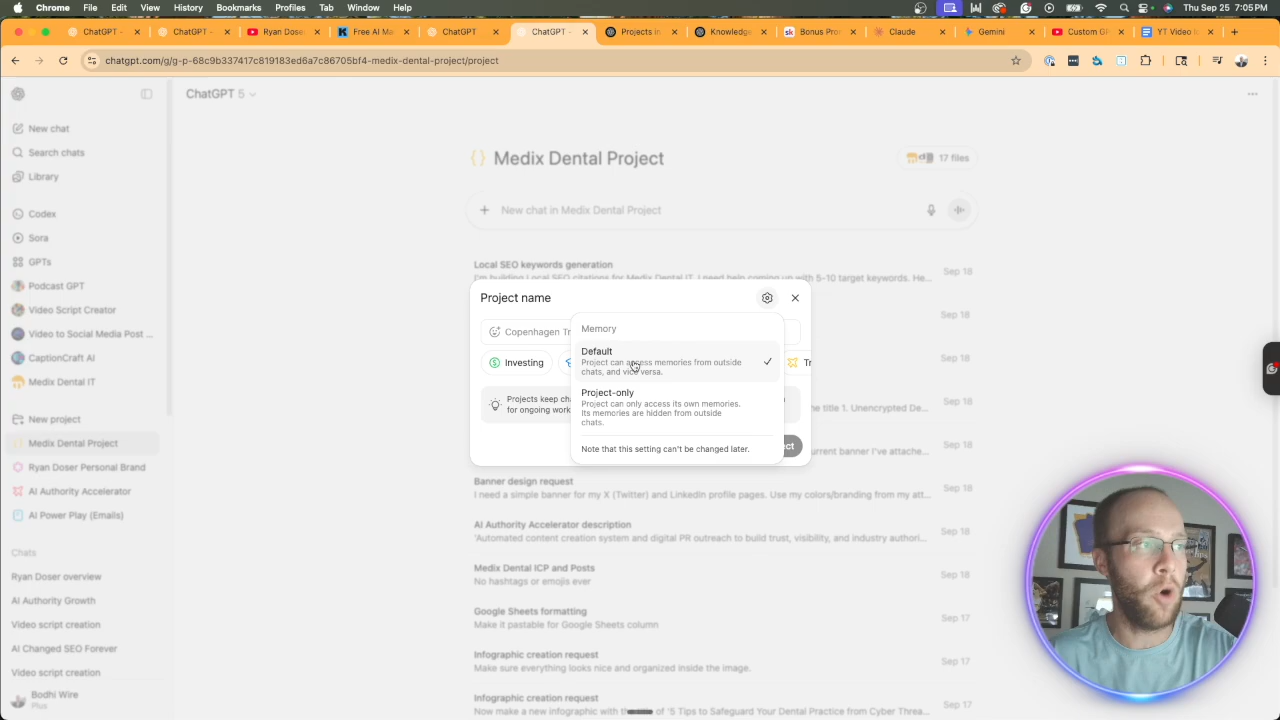 Chrome File Edit View History Bookmarks Profiles Tab Window Help
ChatGPT - ChatGPT - Ryan Doser Free AI Ma ChatGPT ChatGPT - Projects in Knowledge Bonus Pro Claude Gemini Custom G YT Video
chatgpt.com/g/g-p-68c9b337417c819183ed6a7c86705bf4-medix-dental-project/project
ChatGPT 5
New chat
Search chats
Library
Codex
Sora
GPTs
Podcast GPT
Video Script Creator
Video to Social Media Post ...
CaptionCraft AI
Medix Dental IT
New project
Medix Dental Project
Ryan Doser Personal Brand
AI Authority Accelerator
AI Power Play (Emails)
Chats
Ryan Doser overview
AI Authority Growth
Video script creation
AI Changed SEO Forever
Video script creation
Bodhi Wire
Plus
Medix Dental Project
17 files
New chat in Medix Dental Project
Local SEO keywords generation
I'm building Local SEO citations for Medix Dental IT. I need help coming up with 5-10 target keywords. He...
Sep 18
Sep 18
Sep 18
he title 1. Unencrypted De...
Sep 18
urrent banner I've attache...
Sep 18
Project name
Copenhagen Tr
Investing
Projects keep cha
for ongoing work
Memory
Default
Project can access memories from outside
chats, and vice versa.
Project-only
Project can only access its own memories.
Its memories are hidden from outside
chats.
Note that this setting can't be changed later.
Tr
ct
Banner design request
I need a simple banner for my X (Twitter) and LinkedIn profile pages. Use my colors/branding from my att...
Sep 18
AI Authority Accelerator description
'Automated content creation system and digital PR outreach to build trust, visibility, and industry authori...
Sep 18
Medix Dental ICP and Posts
No hashtags or emojis ever
Sep 18
Google Sheets formatting
Make it pastable for Google Sheets column
Sep 17
Infographic creation request
Make sure everything looks nice and organized inside the image.
Sep 17
Infographic creation request
Now make a new infographic with th of '5 Tips to Safeguard Your Dental Practice from Cyber Threa...
Sep 17